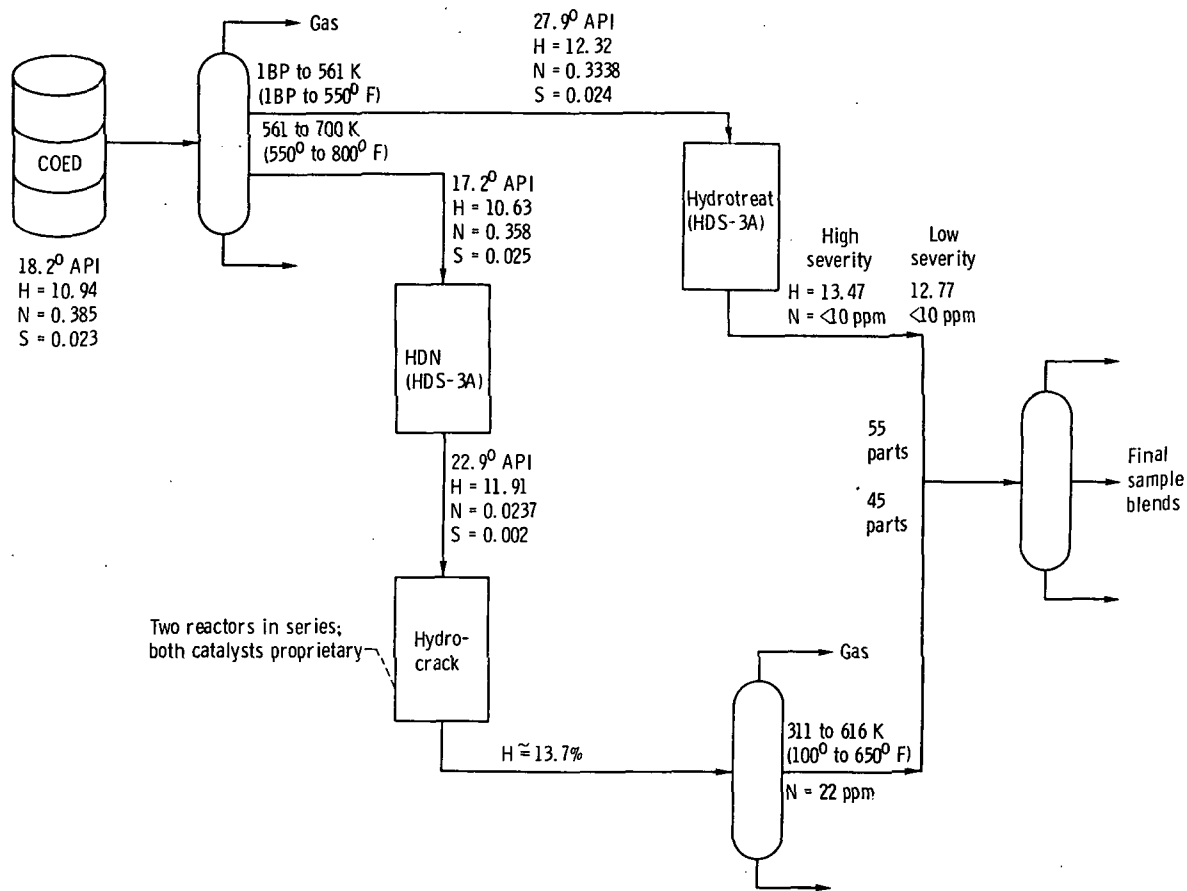 Gas
27.9° API
H = 12.32
N = 0.3338
S = 0.024
1BP to 561 K
(1BP to 550° F)
561 to 700 K
(550° to 800° F)
COED
18.2° API
H = 10.94
N = 0.385
S = 0.023
17.2° API
H = 10.63
N = 0.358
S = 0.025
Hydrotreat
(HDS-3A)
High
severity
Low
severity
H = 13.47
12.77
N = <10 ppm
<10 ppm
HDN
(HDS-3A)
22.9° API
H = 11.91
N = 0.0237
S = 0.002
55
parts
45
parts
Final
sample
blends
Two reactors in series;
both catalysts proprietary
Hydro-
crack
H ≅ 13.7%
Gas
311 to 616 K
(100° to 650° F)
N = 22 ppm